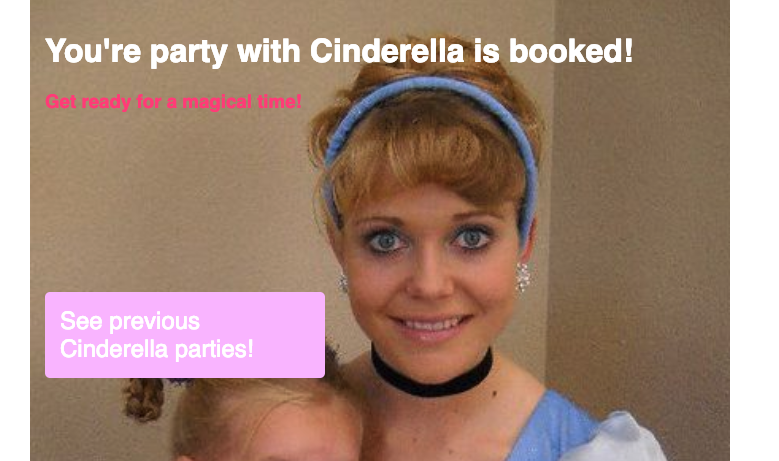 You're party with Cinderella is booked!
Get ready for a magical time!
See previous
Cinderella parties!